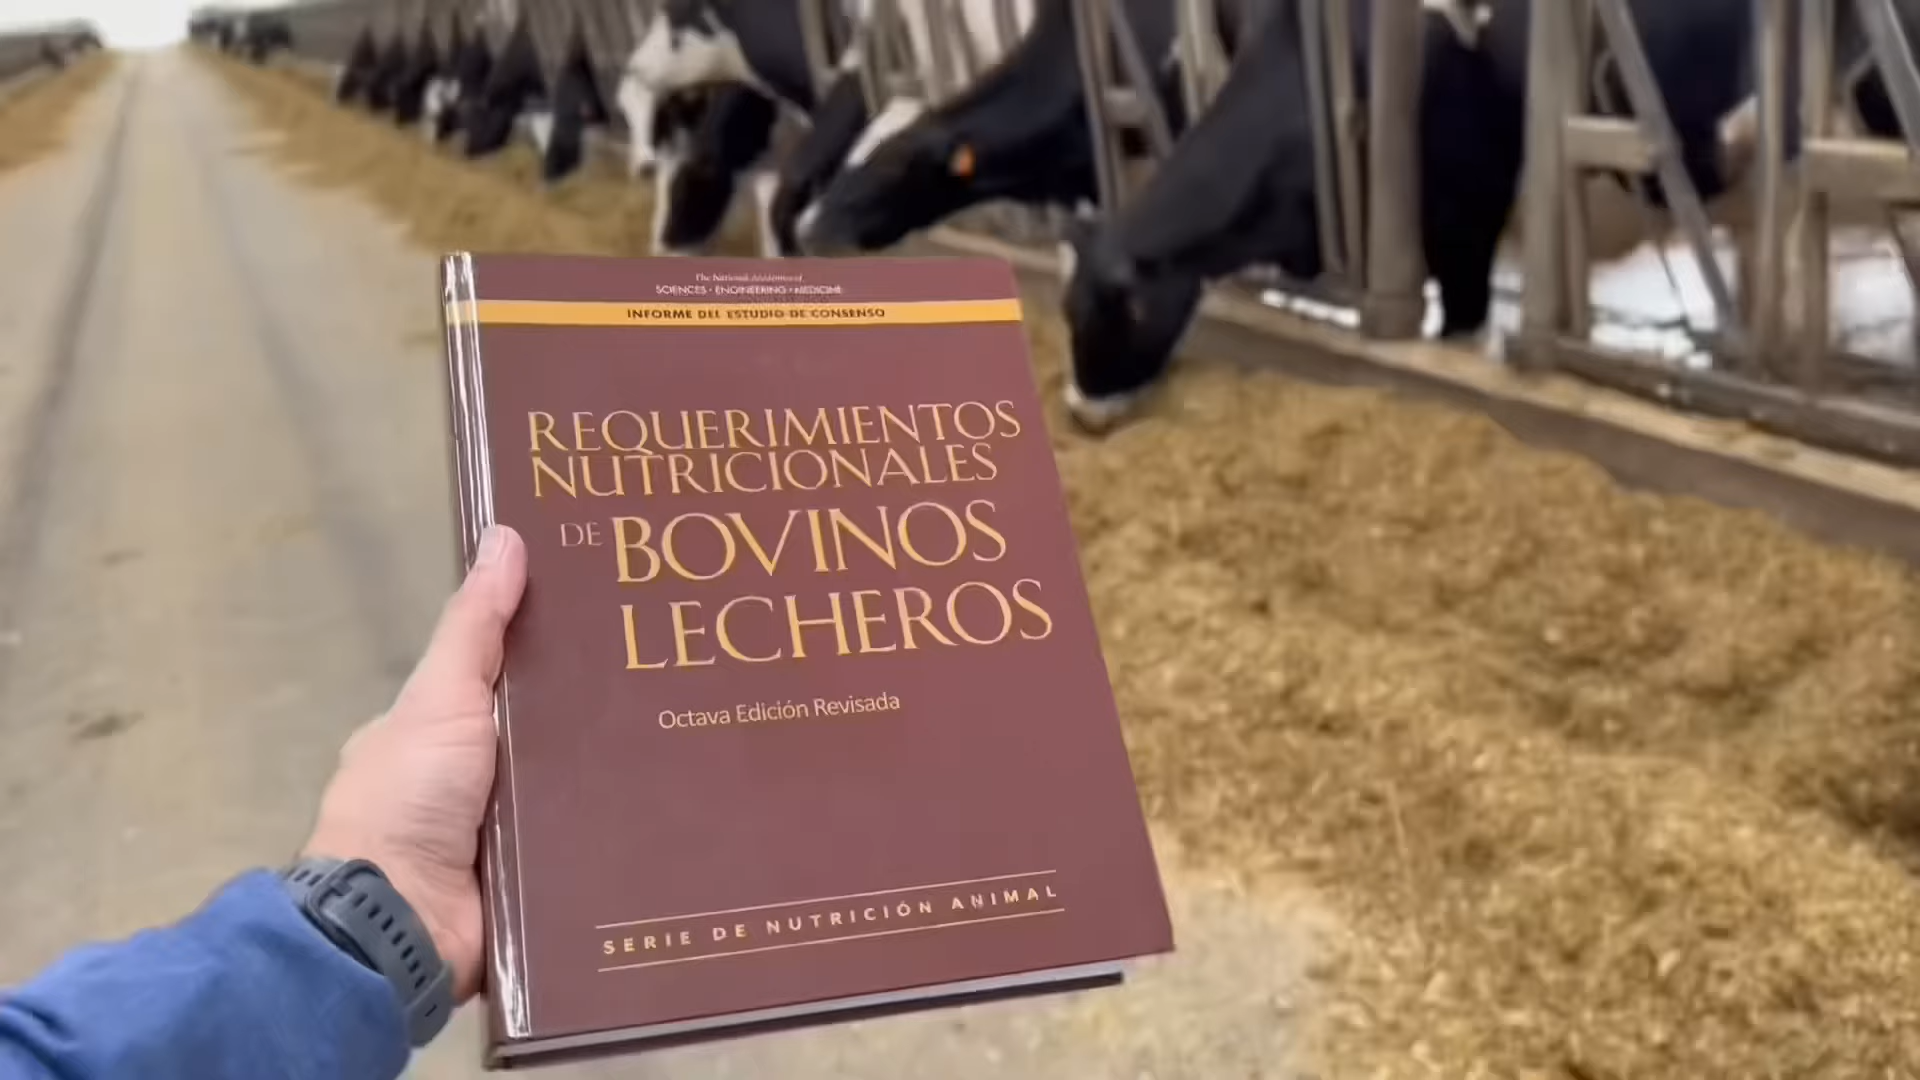 The National Academies of
SCIENCES • ENGINEERING • MEDICINE
INFORME DEL ESTUDIO DE CONSENSO
REQUERIMIENTOS
NUTRICIONALES
DE BOVINOS
LECHEROS
Octava Edición Revisada
SERIE DE NUTRICIÓN ANIMAL